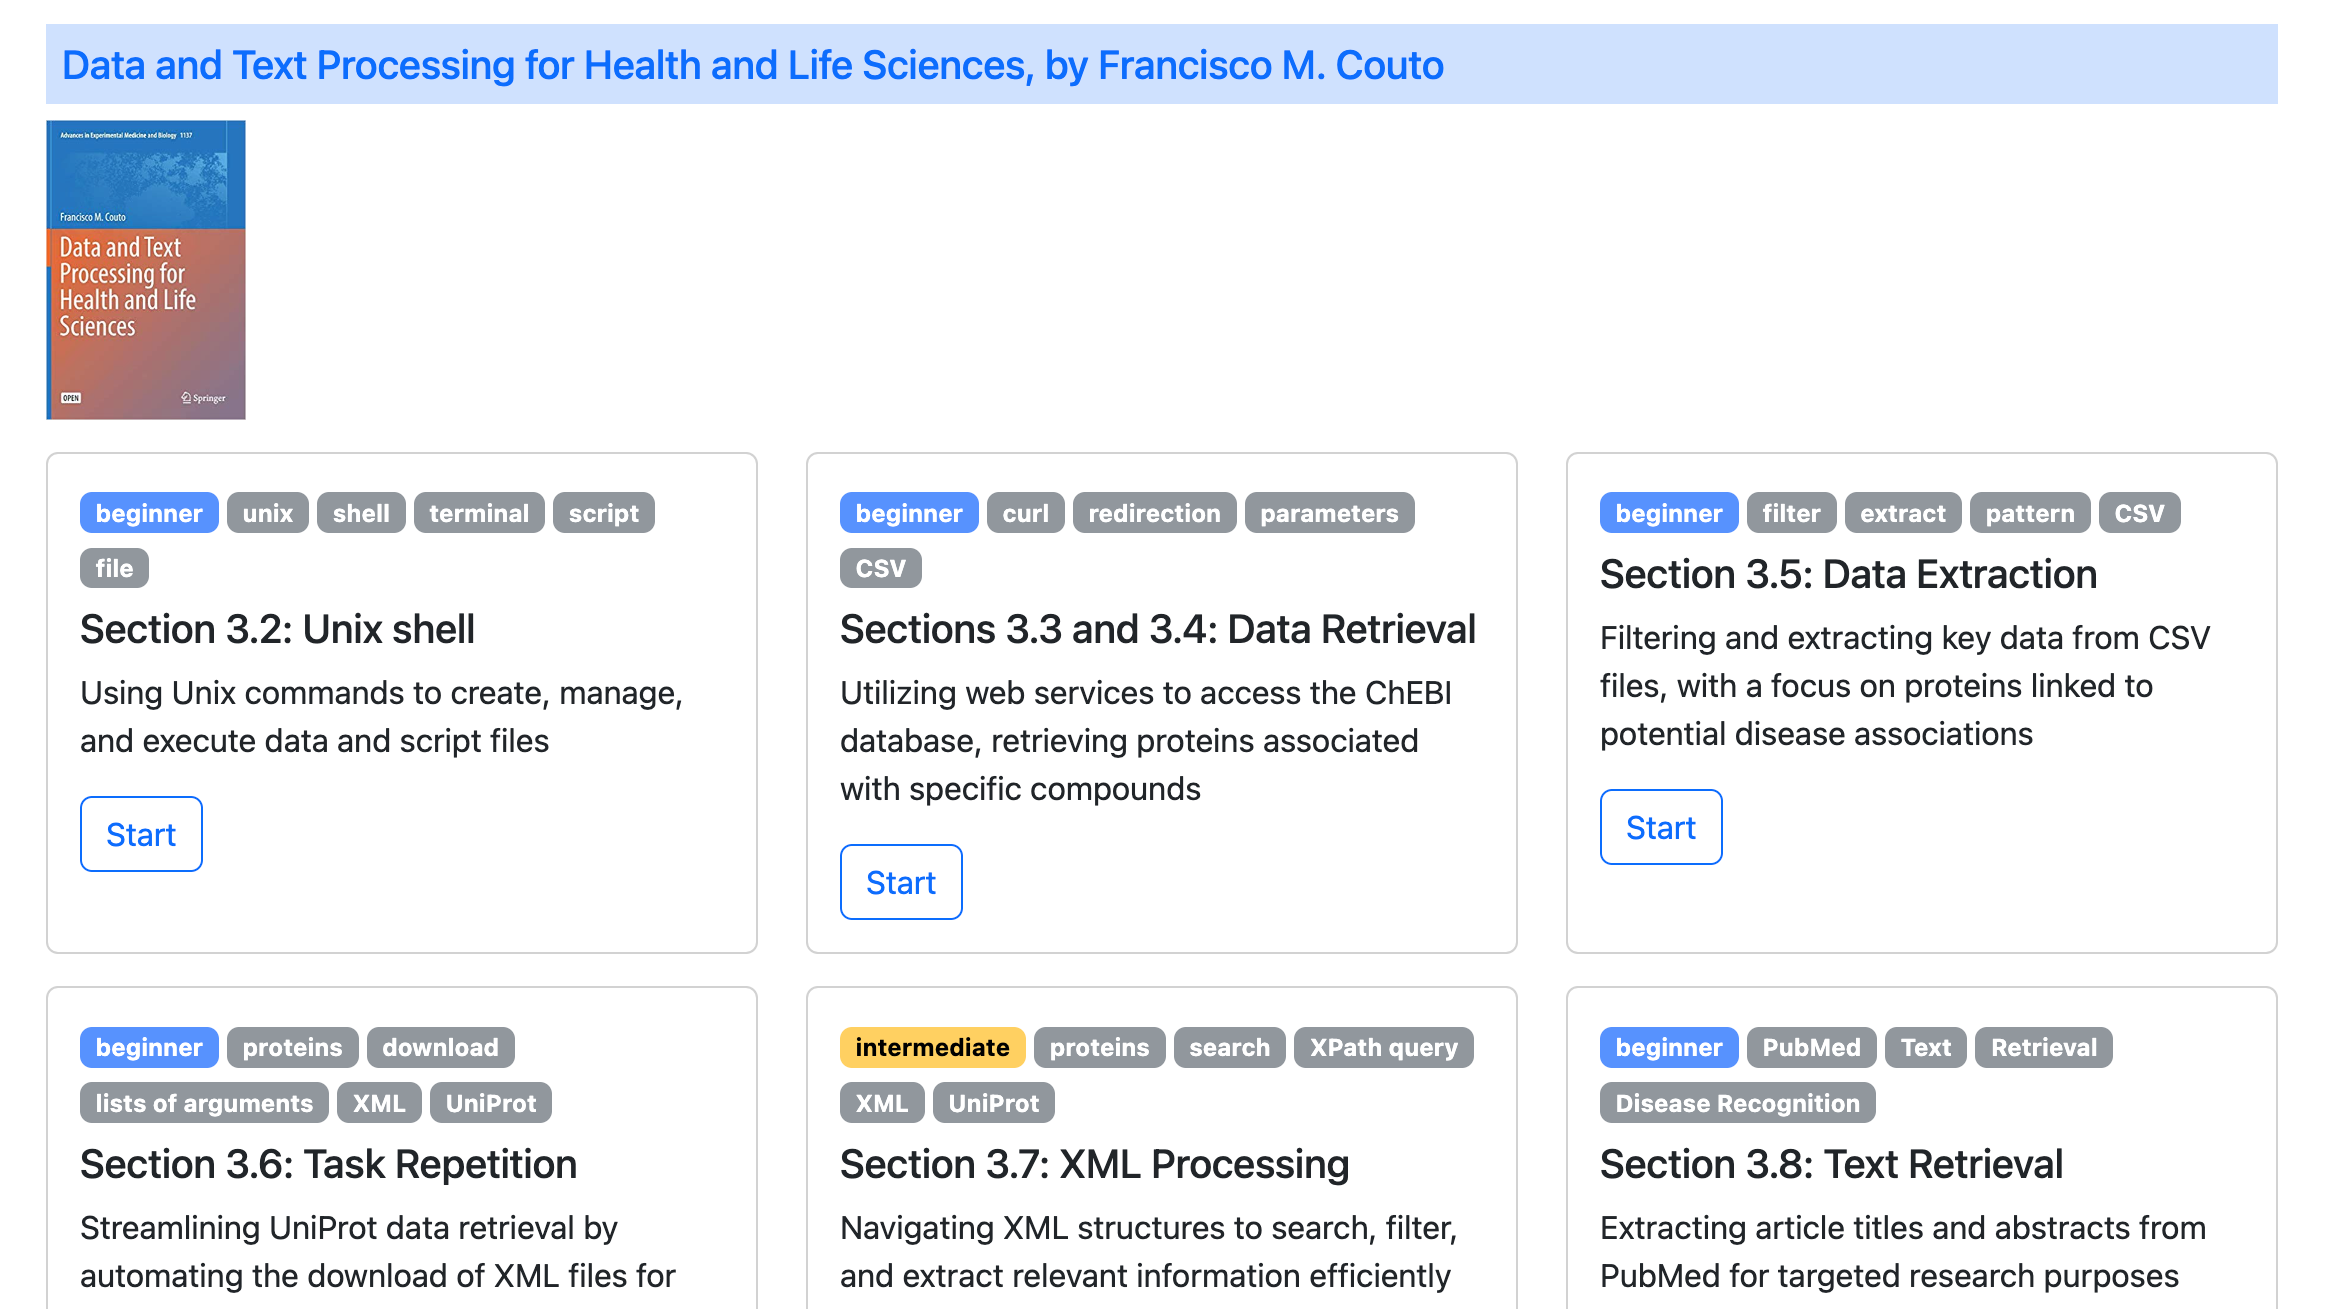 Data and Text Processing for Health and Life Sciences, by Francisco M. Couto
Advances in Experimental Medicine and Biology 1137
Francisco M. Couto
Data and Text
Processing for
Health and Life
Sciences
OPEN
Springer
beginner unix shell terminal script
file
Section 3.2: Unix shell
Using Unix commands to create, manage,
and execute data and script files
Start
beginner curl redirection parameters
CSV
Sections 3.3 and 3.4: Data Retrieval
Utilizing web services to access the ChEBI
database, retrieving proteins associated
with specific compounds
Start
beginner filter extract pattern CSV
Section 3.5: Data Extraction
Filtering and extracting key data from CSV
files, with a focus on proteins linked to
potential disease associations
Start
beginner proteins download
lists of arguments XML UniProt
Section 3.6: Task Repetition
Streamlining UniProt data retrieval by
automating the download of XML files for
intermediate proteins search XPath query
XML UniProt
Section 3.7: XML Processing
Navigating XML structures to search, filter,
and extract relevant information efficiently
beginner PubMed Text Retrieval
Disease Recognition
Section 3.8: Text Retrieval
Extracting article titles and abstracts from
PubMed for targeted research purposes